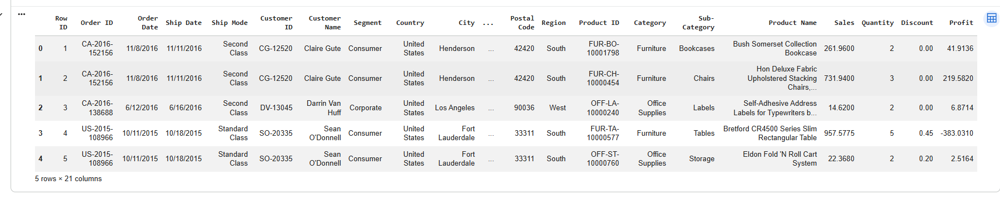 Row ID Order ID Order Date Ship Date Ship Mode Customer ID Customer Name Segment Country City ... Postal Code Region Product ID Category Sub-Category Product Name Sales Quantity Discount Profit
0 1 CA-2016-152156 11/8/2016 11/11/2016 Second Class CG-12520 Claire Gute Consumer United States Henderson ... 42420 South FUR-BO-10001798 Furniture Bookcases Bush Somerset Collection Bookcase 261.9600 2 0.00 41.9136
1 2 CA-2016-152156 11/8/2016 11/11/2016 Second Class CG-12520 Claire Gute Consumer United States Henderson ... 42420 South FUR-CH-10000454 Furniture Chairs Hon Deluxe Fabric Upholstered Stacking Chairs,... 731.9400 3 0.00 219.5820
2 3 CA-2016-138688 6/12/2016 6/16/2016 Second Class DV-13045 Darrin Van Huff Corporate United States Los Angeles ... 90036 West OFF-LA-10000240 Office Supplies Labels Self-Adhesive Address Labels for Typewriters b... 14.6200 2 0.00 6.8714
3 4 US-2015-108966 10/11/2015 10/18/2015 Standard Class SO-20335 Sean O'Donnell Consumer United States Fort Lauderdale ... 33311 South FUR-TA-10000577 Furniture Tables Bretford CR4500 Series Slim Rectangular Table 957.5775 5 0.45 -383.0310
4 5 US-2015-108966 10/11/2015 10/18/2015 Standard Class SO-20335 Sean O'Donnell Consumer United States Fort Lauderdale ... 33311 South OFF-ST-10000760 Office Supplies Storage Eldon Fold 'N Roll Cart System 22.3680 2 0.20 2.5164
5 rows × 21 columns